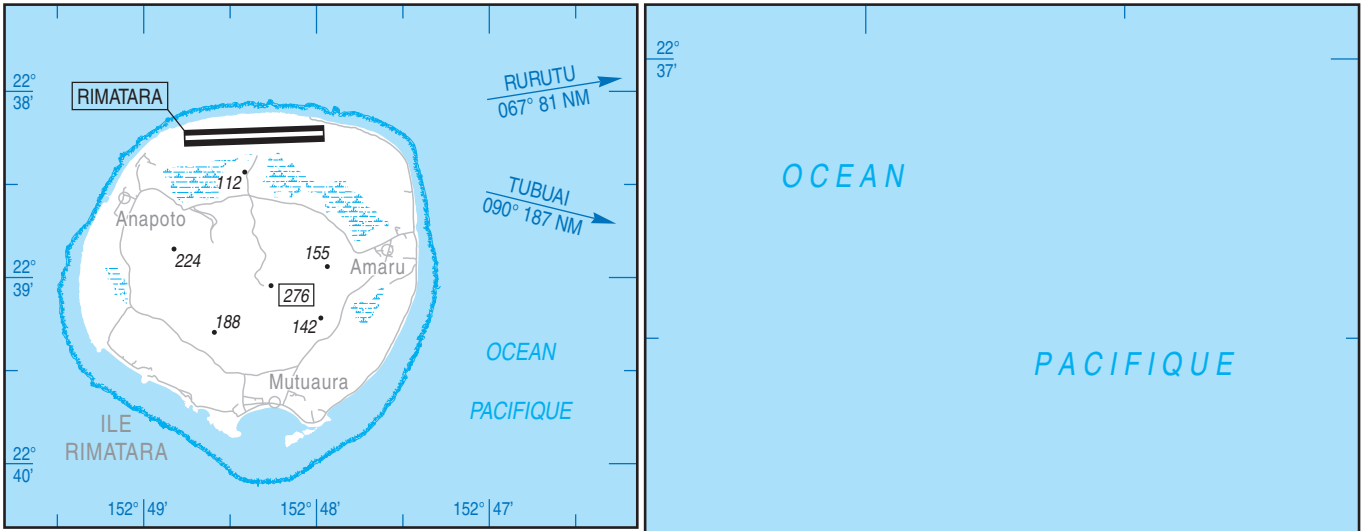 22°
38'
RIMATARA
RURUTU
067° 81 NM
112
TUBUAI
090° 187 NM
Anapoto
224
155
Amaru
22°
39'
276
188
142
OCEAN
Mutuaura
PACIFIQUE
ILE
RIMATARA
22°
40'
152° 49'
152° 48'
152° 47'
22°
37'
OCEAN
PACIFIQUE